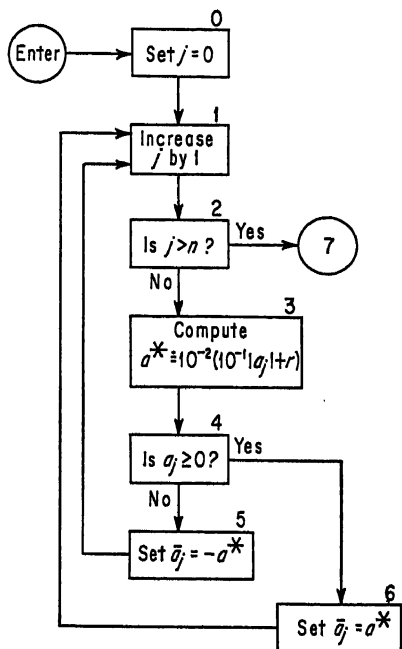 Enter
0
Set j=0
1
Increase
j by 1
2
Is j>n?
Yes
7
No
3
Compute
a* ≐ 10⁻²(10⁻¹|aⱼ|+r)
4
Is aⱼ≥0?
Yes
No
5
Set āⱼ=-a*
6
Set āⱼ=a*